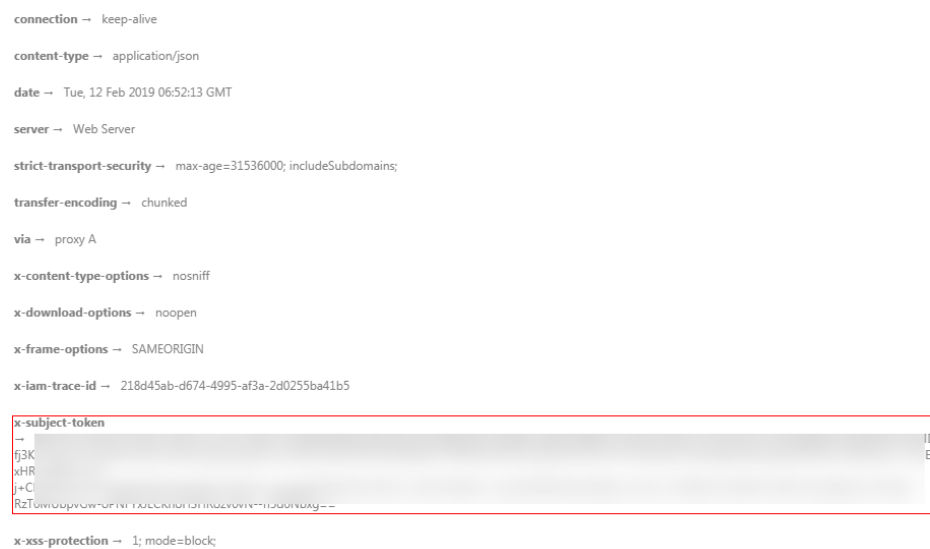 connection → keep-alive
content-type → application/json
date → Tue, 12 Feb 2019 06:52:13 GMT
server → Web Server
strict-transport-security → max-age=31536000; includeSubdomains;
transfer-encoding → chunked
via → proxy A
x-content-type-options → nosniff
x-download-options → noopen
x-frame-options → SAMEORIGIN
x-iam-trace-id → 218d45ab-d674-4995-af3a-2d0255ba41b5
x-subject-token
→
fj3K
xHR
j+C
x-xss-protection → 1; mode=block;